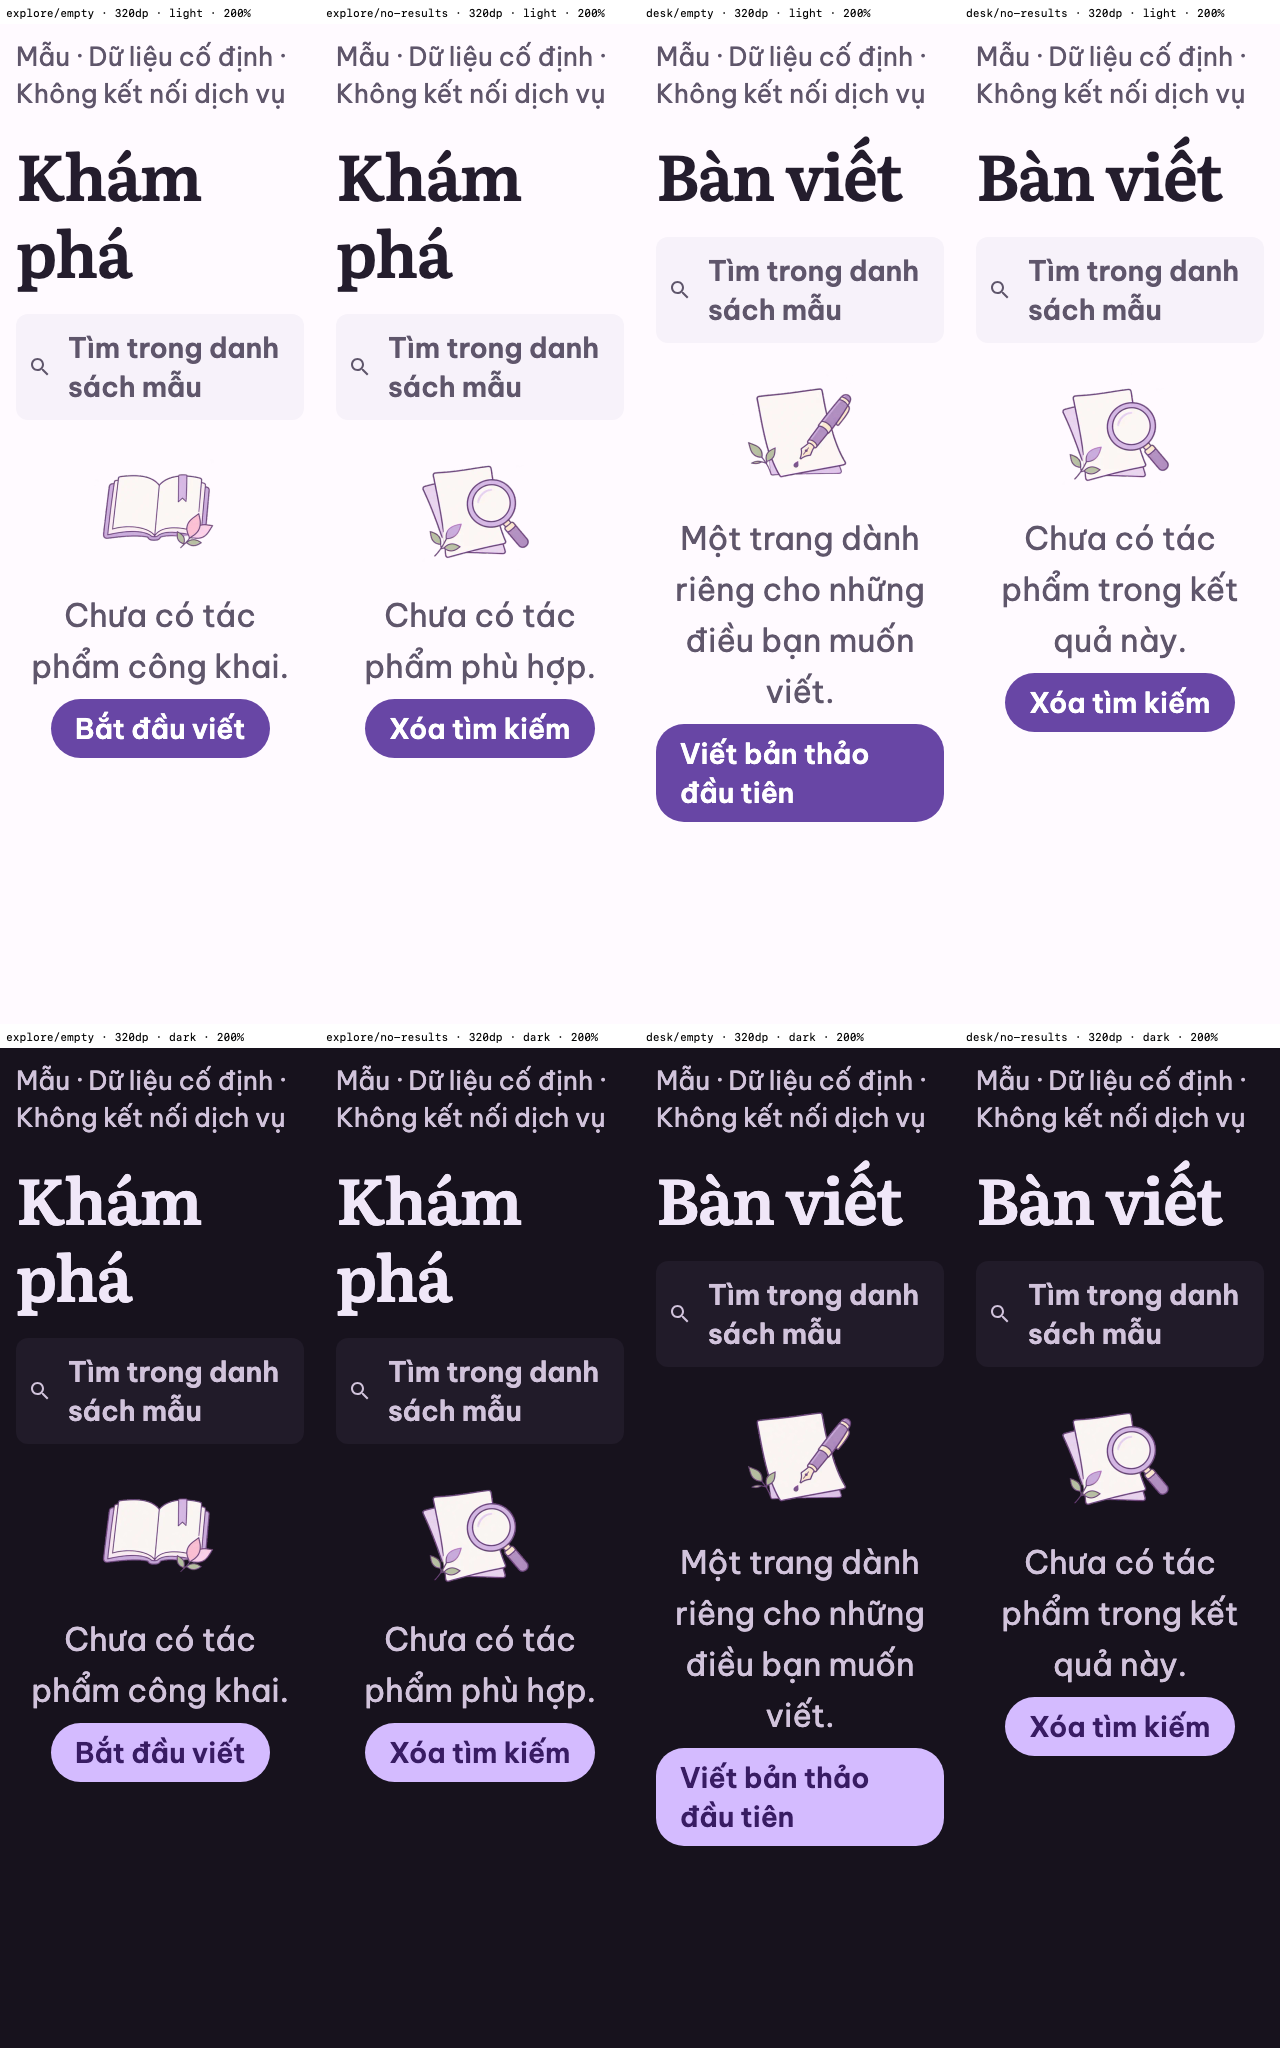 explore/empty · 320dp · light · 200%
Mẫu · Dữ liệu cố định ·
Không kết nối dịch vụ
Khám
phá
Tìm trong danh
sách mẫu
Chưa có tác
phẩm công khai.
Bắt đầu viết
explore/no-results · 320dp · light · 200%
Mẫu · Dữ liệu cố định ·
Không kết nối dịch vụ
Khám
phá
Tìm trong danh
sách mẫu
Chưa có tác
phẩm phù hợp.
Xóa tìm kiếm
desk/empty · 320dp · light · 200%
Mẫu · Dữ liệu cố định ·
Không kết nối dịch vụ
Bàn viết
Tìm trong danh
sách mẫu
Một trang dành
riêng cho những
điều bạn muốn
viết.
Viết bản thảo
đầu tiên
desk/no-results · 320dp · light · 200%
Mẫu · Dữ liệu cố định ·
Không kết nối dịch vụ
Bàn viết
Tìm trong danh
sách mẫu
Chưa có tác
phẩm trong kết
quả này.
Xóa tìm kiếm
explore/empty · 320dp · dark · 200%
Mẫu · Dữ liệu cố định ·
Không kết nối dịch vụ
Khám
phá
Tìm trong danh
sách mẫu
Chưa có tác
phẩm công khai.
Bắt đầu viết
explore/no-results · 320dp · dark · 200%
Mẫu · Dữ liệu cố định ·
Không kết nối dịch vụ
Khám
phá
Tìm trong danh
sách mẫu
Chưa có tác
phẩm phù hợp.
Xóa tìm kiếm
desk/empty · 320dp · dark · 200%
Mẫu · Dữ liệu cố định ·
Không kết nối dịch vụ
Bàn viết
Tìm trong danh
sách mẫu
Một trang dành
riêng cho những
điều bạn muốn
viết.
Viết bản thảo
đầu tiên
desk/no-results · 320dp · dark · 200%
Mẫu · Dữ liệu cố định ·
Không kết nối dịch vụ
Bàn viết
Tìm trong danh
sách mẫu
Chưa có tác
phẩm trong kết
quả này.
Xóa tìm kiếm